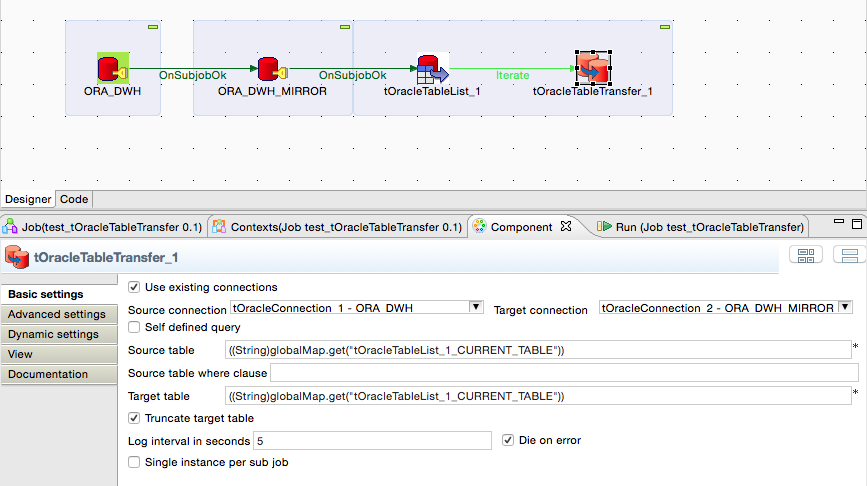 OnSubjobOk OnSubjobOk Iterate
ORA_DWH ORA_DWH_MIRROR tOracleTableList_1 tOracleTableTransfer_1
Designer Code
Job(test_tOracleTableTransfer 0.1) Contexts(Job test_tOracleTableTransfer 0.1) Component Run (Job test_tOracleTableTransfer)
tOracleTableTransfer_1
Basic settings
Advanced settings
Dynamic settings
View
Documentation
Use existing connections
Source connection tOracleConnection_1 - ORA_DWH Target connection tOracleConnection_2 - ORA_DWH_MIRROR
Self defined query
Source table ((String)globalMap.get("tOracleTableList_1_CURRENT_TABLE")) *
Source table where clause
Target table ((String)globalMap.get("tOracleTableList_1_CURRENT_TABLE")) *
Truncate target table
Log interval in seconds 5 Die on error
Single instance per sub job